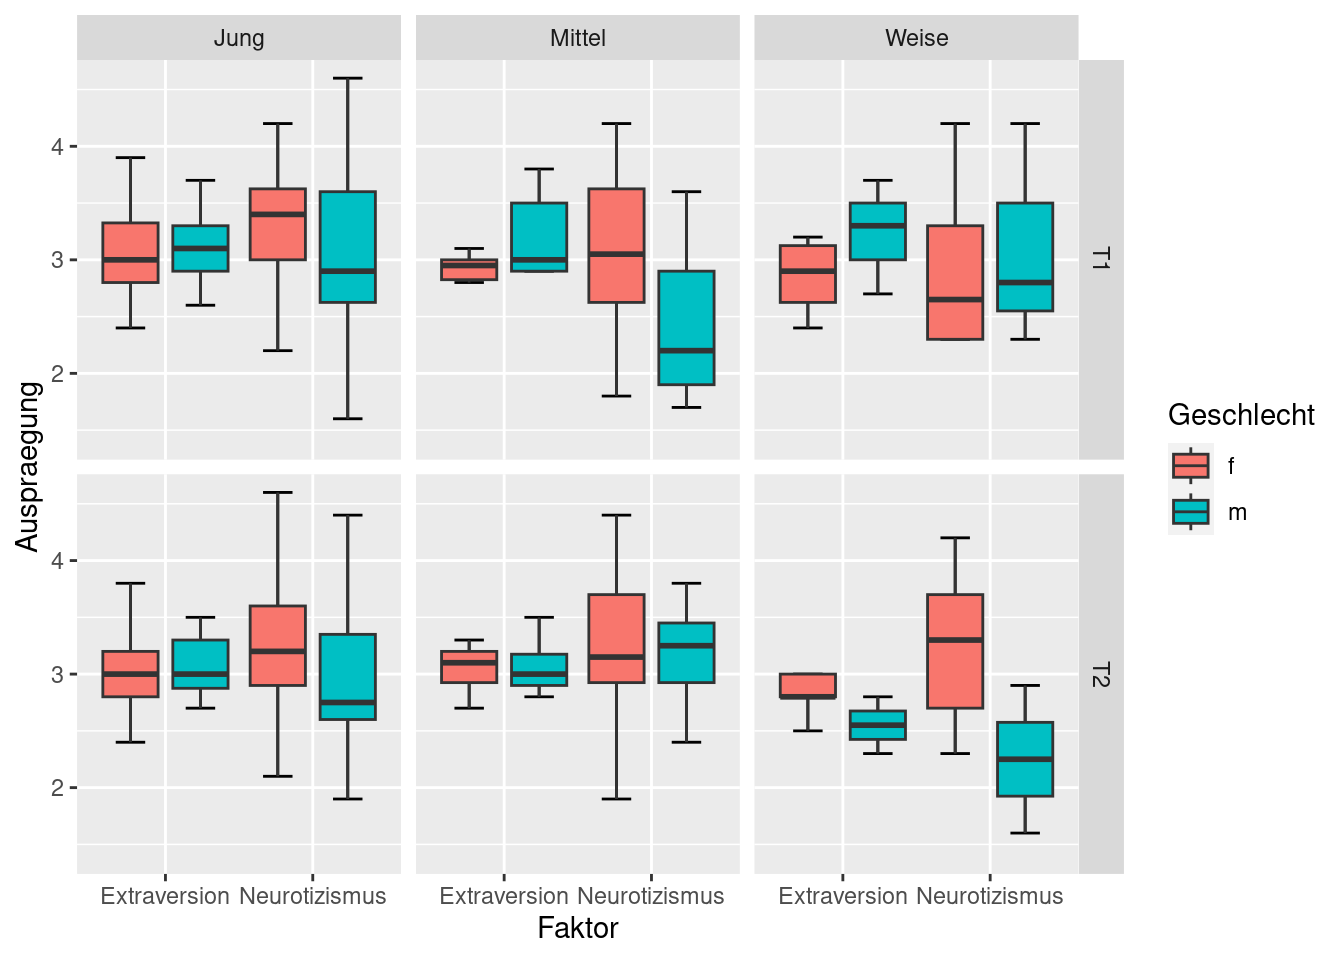 Jung Mittel Weise
4
3
2
T1
Auspraegung
4
3
2
T2
Geschlecht
f
m
Extraversion Neurotizismus Extraversion Neurotizismus Extraversion Neurotizismus
Faktor